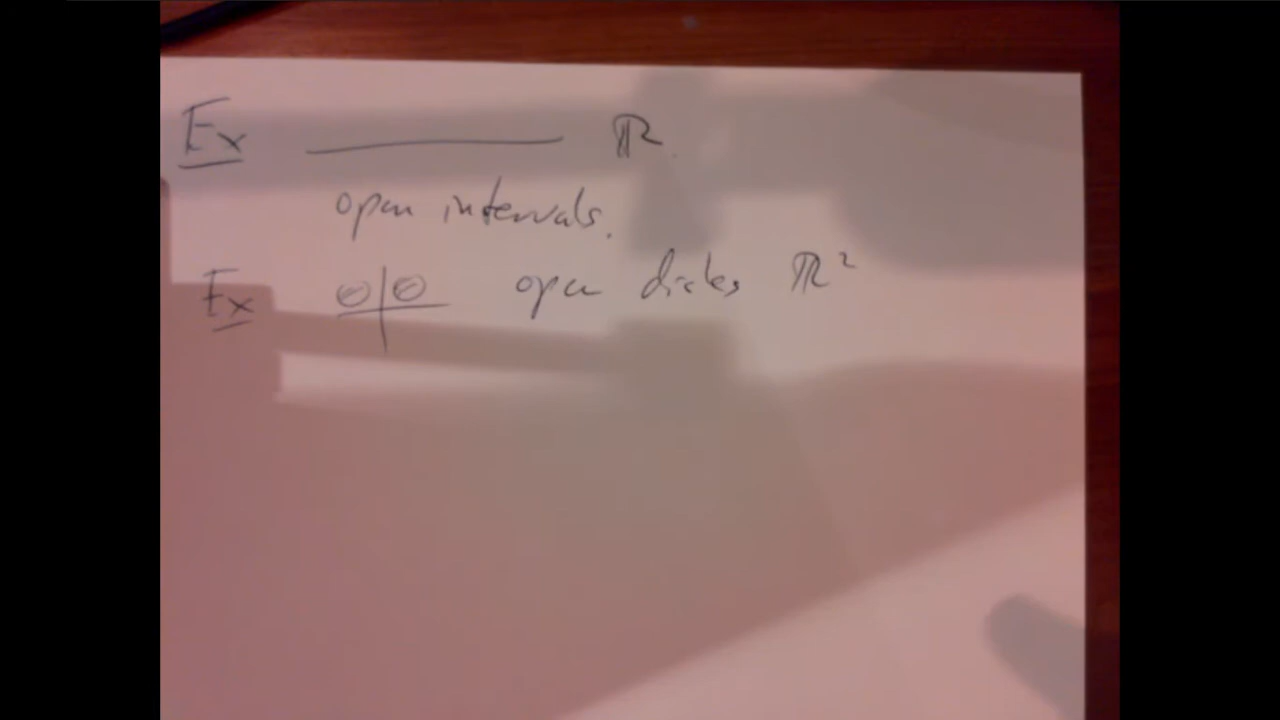 Ex ℝ
open intervals.
Ex open disks ℝ²